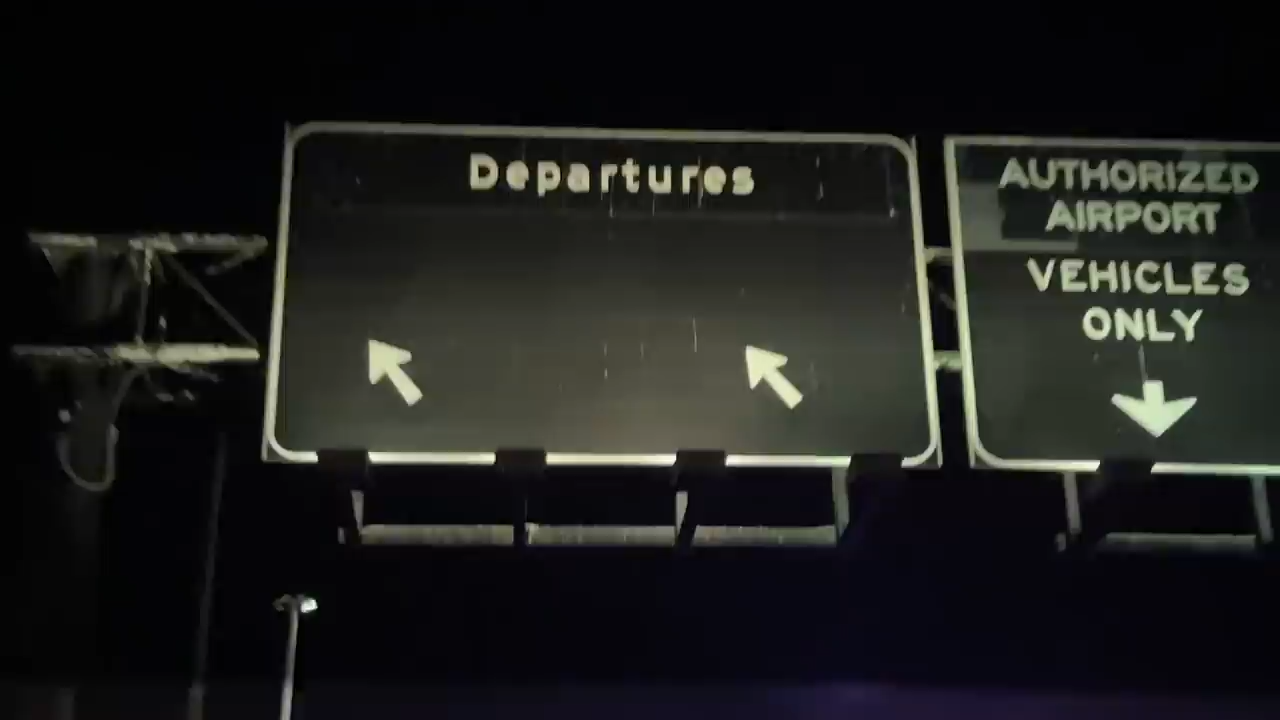 Departures
AUTHORIZED
AIRPORT
VEHICLES
ONLY